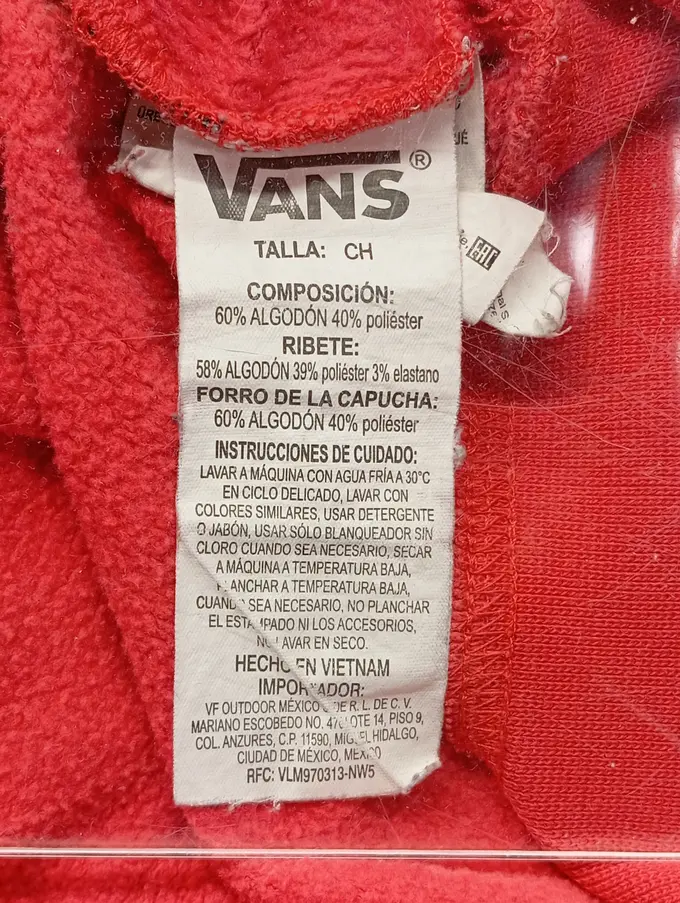 VANS®
TALLA: CH
COMPOSICIÓN:
60% ALGODÓN 40% poliéster
RIBETE:
58% ALGODÓN 39% poliéster 3% elastano
FORRO DE LA CAPUCHA:
60% ALGODÓN 40% poliéster
INSTRUCCIONES DE CUIDADO:
LAVAR A MÁQUINA CON AGUA FRÍA A 30°C
EN CICLO DELICADO, LAVAR CON
COLORES SIMILARES, USAR DETERGENTE
O JABÓN, USAR SÓLO BLANQUEADOR SIN
CLORO CUANDO SEA NECESARIO, SECAR
A MÁQUINA A TEMPERATURA BAJA,
PLANCHAR A TEMPERATURA BAJA,
CUANDO SEA NECESARIO, NO PLANCHAR
EL ESTAMPADO NI LOS ACCESORIOS,
NO LAVAR EN SECO.
HECHO EN VIETNAM
IMPORTADOR:
VF OUTDOOR MÉXICO S DE R. L. DE C. V.
MARIANO ESCOBEDO NO. LOTE 14, PISO 9,
COL. ANZURES, C.P. 11590, MIGUEL HIDALGO,
CIUDAD DE MÉXICO, MEXICO
RFC: VLM970313-NW5
EAC